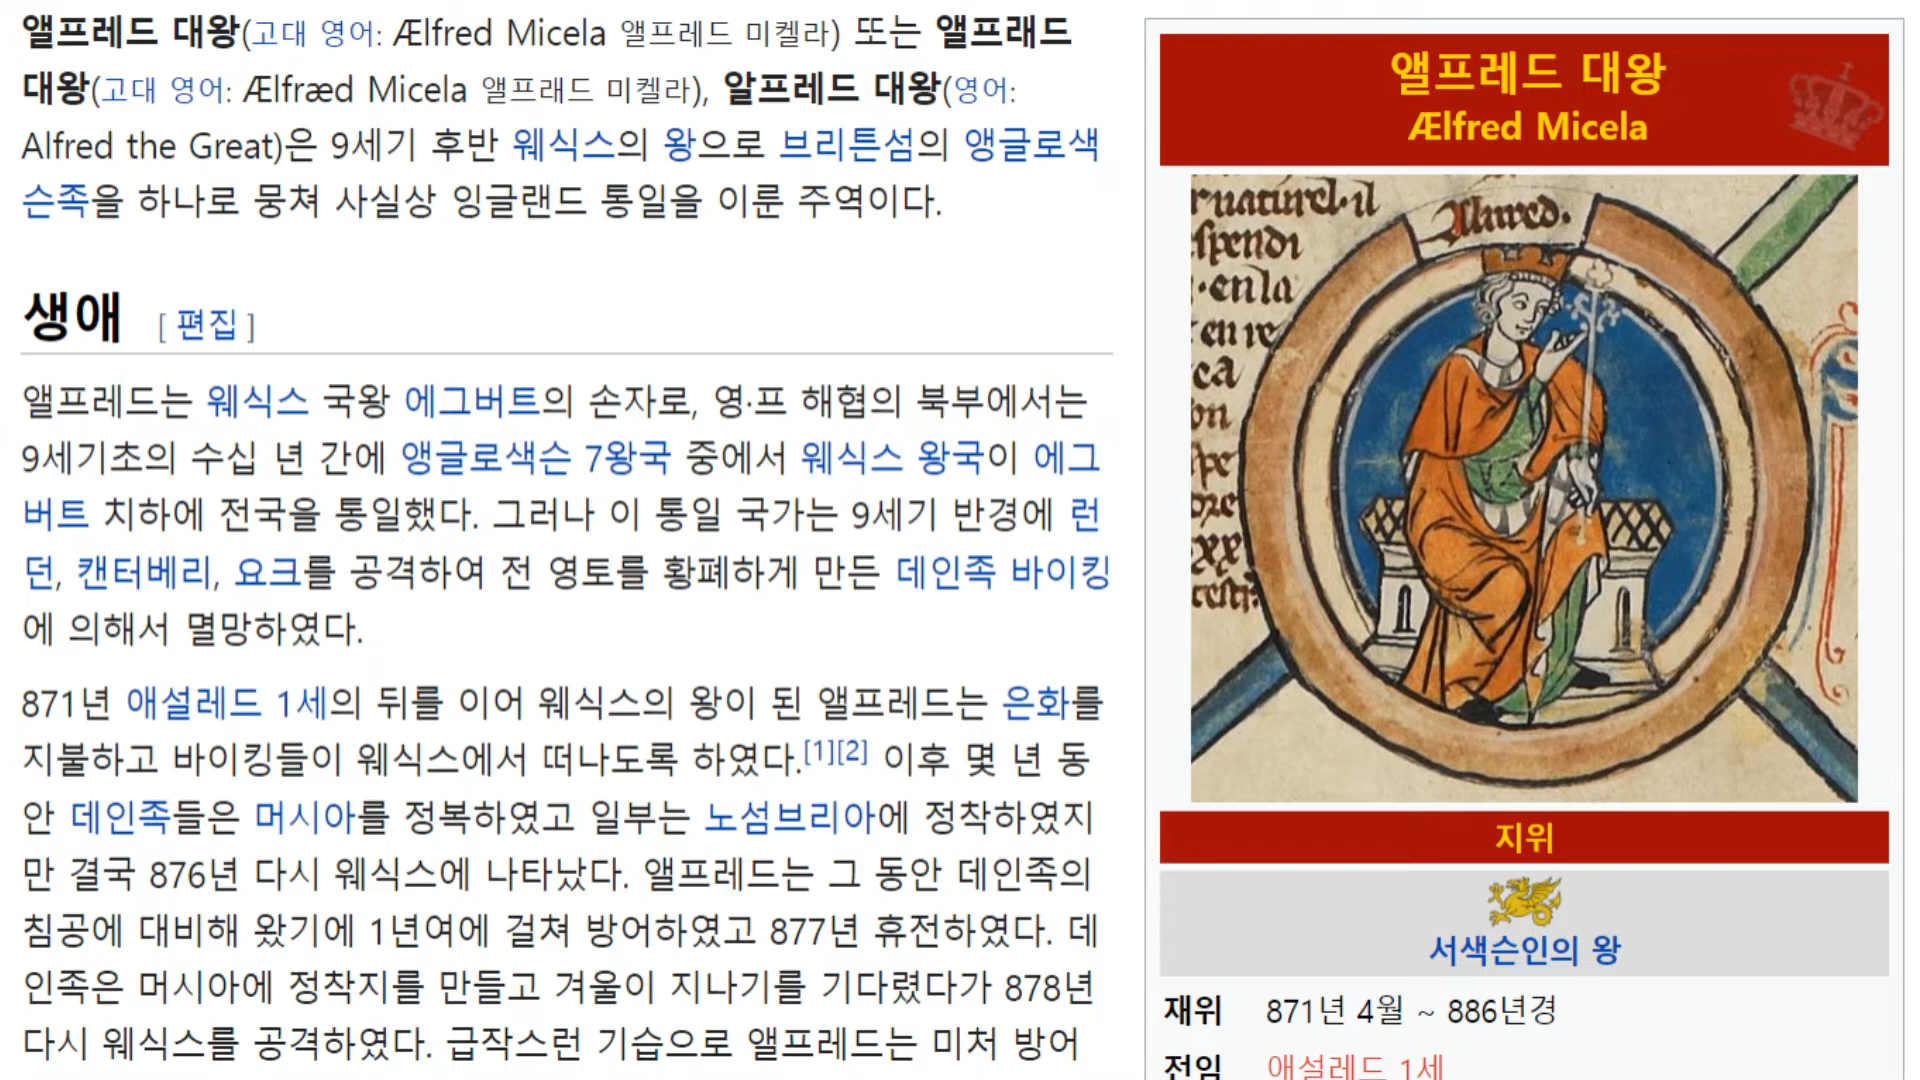 앨프레드 대왕(고대 영어: Ælfred Micela 앨프레드 미켈라) 또는 앨프래드
대왕(고대 영어: Ælfræd Micela 앨프래드 미켈라), 알프레드 대왕(영어:
Alfred the Great)은 9세기 후반 웨식스의 왕으로 브리튼섬의 앵글로색
슨족을 하나로 뭉쳐 사실상 잉글랜드 통일을 이룬 주역이다.
생애 [ 편집 ]
앨프레드는 웨식스 국왕 에그버트의 손자로, 영·프 해협의 북부에서는
9세기초의 수십 년 간에 앵글로색슨 7왕국 중에서 웨식스 왕국이 에그
버트 치하에 전국을 통일했다. 그러나 이 통일 국가는 9세기 반경에 런
던, 캔터베리, 요크를 공격하여 전 영토를 황폐하게 만든 데인족 바이킹
에 의해서 멸망하였다.
871년 애설레드 1세의 뒤를 이어 웨식스의 왕이 된 앨프레드는 은화를
지불하고 바이킹들이 웨식스에서 떠나도록 하였다.[1][2] 이후 몇 년 동
안 데인족들은 머시아를 정복하였고 일부는 노섬브리아에 정착하였지
만 결국 876년 다시 웨식스에 나타났다. 앨프레드는 그 동안 데인족의
침공에 대비해 왔기에 1년여에 걸쳐 방어하였고 877년 휴전하였다. 데
인족은 머시아에 정착지를 만들고 겨울이 지나기를 기다렸다가 878년
다시 웨식스를 공격하였다. 급작스런 기습으로 앨프레드는 미처 방어
앨프레드 대왕
Ælfred Micela
naturel·il
spendi
·en la
en re
ca
on
Alured.
지위
서색슨인의 왕
재위 871년 4월 ~ 886년경
전임 애설레드 1세